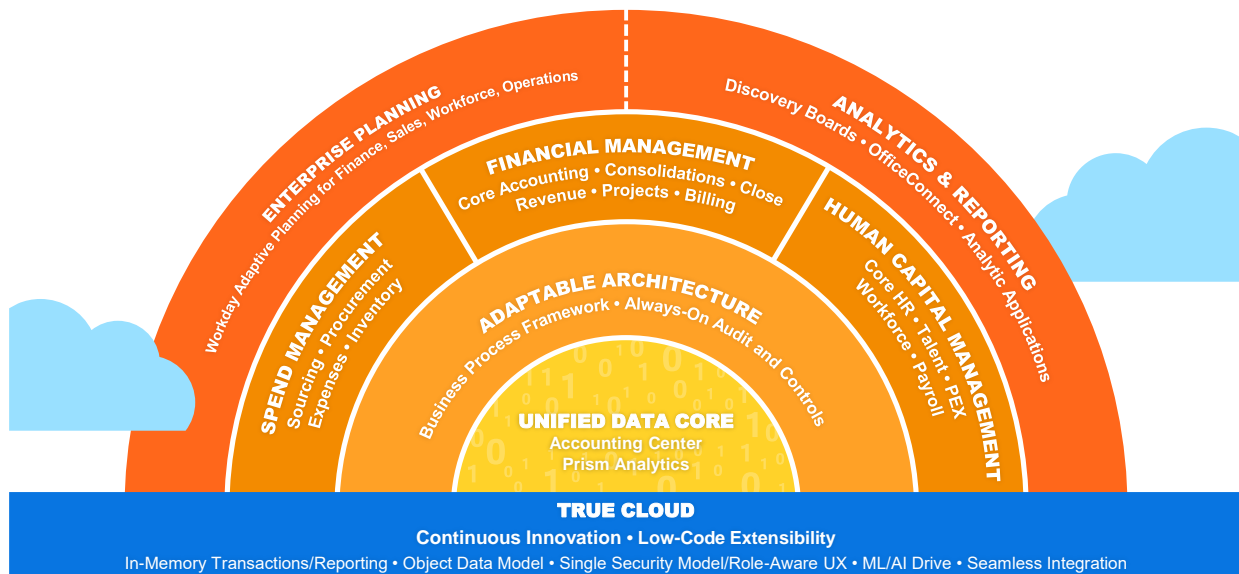 ENTERPRISE PLANNING
Workday Adaptive Planning for Finance, Sales, Workforce, Operations
ANALYTICS & REPORTING
Discovery Boards • OfficeConnect • Analytic Applications
SPEND MANAGEMENT
Sourcing • Procurement
Expenses • Inventory
FINANCIAL MANAGEMENT
Core Accounting • Consolidations • Close
Revenue • Projects • Billing
HUMAN CAPITAL MANAGEMENT
Core HR • Talent • PEX
Workforce • Payroll
ADAPTABLE ARCHITECTURE
Business Process Framework • Always-On Audit and Controls
UNIFIED DATA CORE
Accounting Center
Prism Analytics
TRUE CLOUD
Continuous Innovation • Low-Code Extensibility
In-Memory Transactions/Reporting • Object Data Model • Single Security Model/Role-Aware UX • ML/AI Drive • Seamless Integration